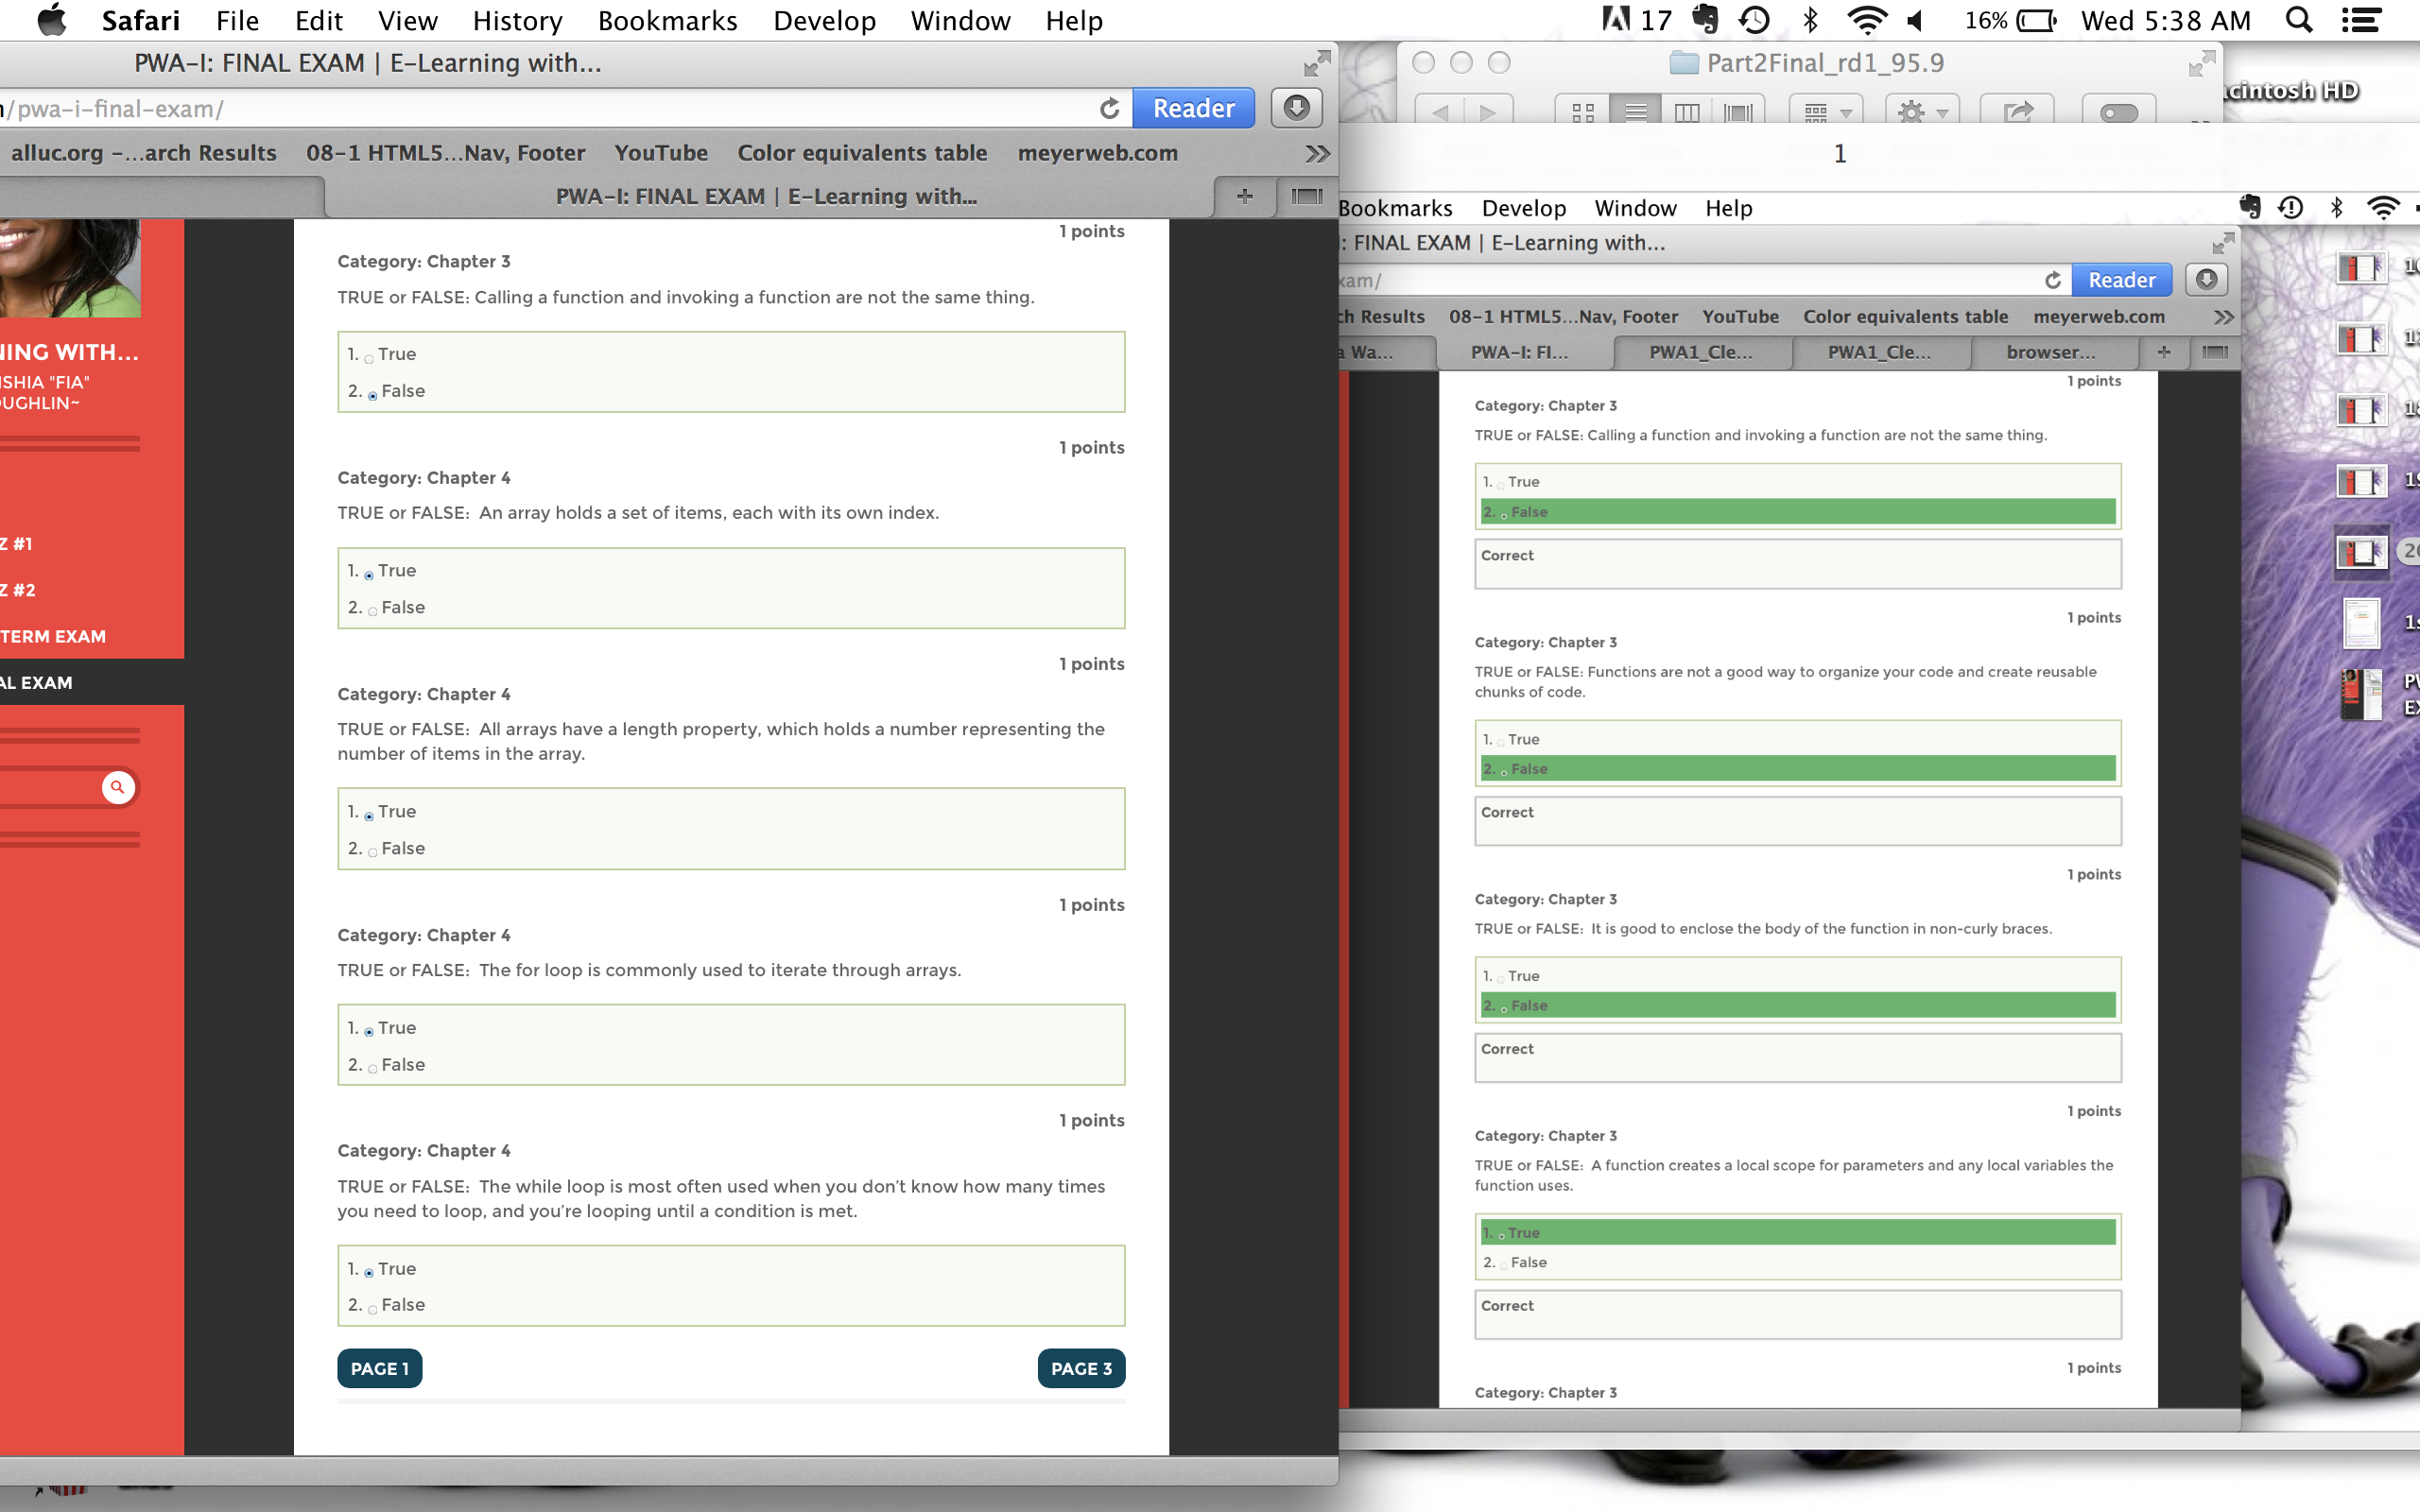 Safari File Edit View History Bookmarks Develop Window Help
17 16% Wed 5:38 AM
PWA-I: FINAL EXAM | E-Learning with...
/pwa-i-final-exam/
Reader
alluc.org -...arch Results 08-1 HTML5...Nav, Footer YouTube Color equivalents table meyerweb.com
PWA-I: FINAL EXAM | E-Learning with...
NING WITH...
SHIA "FIA"
OUGHLIN~
Z #1
Z #2
TERM EXAM
AL EXAM
1 points
Category: Chapter 3
TRUE or FALSE: Calling a function and invoking a function are not the same thing.
1. True
2. False
1 points
Category: Chapter 4
TRUE or FALSE: An array holds a set of items, each with its own index.
1. True
2. False
1 points
Category: Chapter 4
TRUE or FALSE: All arrays have a length property, which holds a number representing the
number of items in the array.
1. True
2. False
1 points
Category: Chapter 4
TRUE or FALSE: The for loop is commonly used to iterate through arrays.
1. True
2. False
1 points
Category: Chapter 4
TRUE or FALSE: The while loop is most often used when you don't know how many times
you need to loop, and you're looping until a condition is met.
1. True
2. False
PAGE 1 PAGE 3
Part2Final_rd1_95.9
cintosh HD
1
Bookmarks Develop Window Help
: FINAL EXAM | E-Learning with...
xam/
Reader
ch Results 08-1 HTML5...Nav, Footer YouTube Color equivalents table meyerweb.com
a Wa... PWA-I: FI... PWA1_Cle... PWA1_Cle... browser...
1 points
Category: Chapter 3
TRUE or FALSE: Calling a function and invoking a function are not the same thing.
1. True
2. False
Correct
1 points
Category: Chapter 3
TRUE or FALSE: Functions are not a good way to organize your code and create reusable
chunks of code.
1. True
2. False
Correct
1 points
Category: Chapter 3
TRUE or FALSE: It is good to enclose the body of the function in non-curly braces.
1. True
2. False
Correct
1 points
Category: Chapter 3
TRUE or FALSE: A function creates a local scope for parameters and any local variables the
function uses.
1. True
2. False
Correct
1 points
Category: Chapter 3